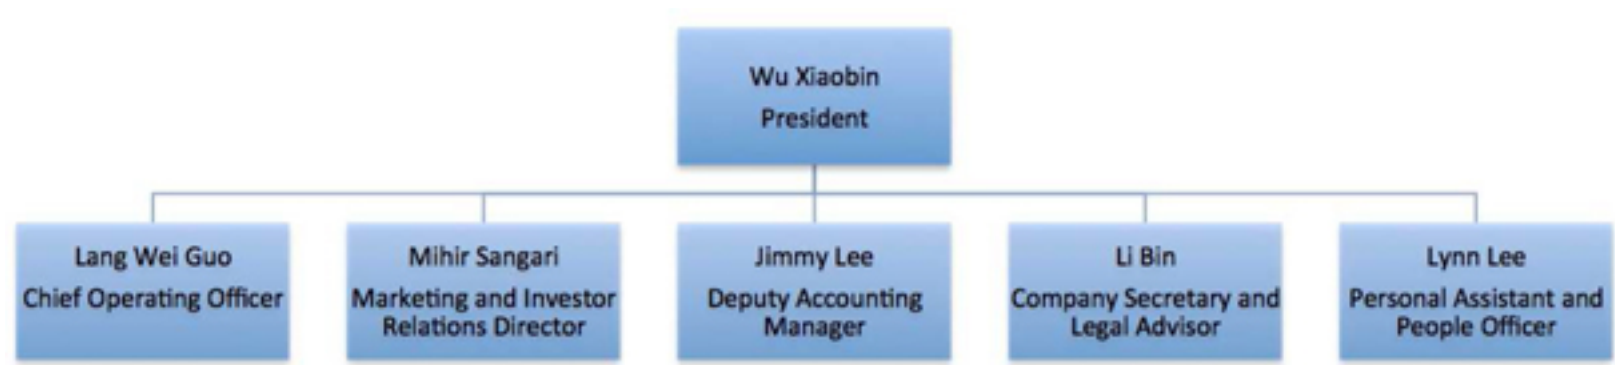 Wu Xiaobin
President
Lang Wei Guo
Chief Operating Officer
Mihir Sangari
Marketing and Investor
Relations Director
Jimmy Lee
Deputy Accounting
Manager
Li Bin
Company Secretary and
Legal Advisor
Lynn Lee
Personal Assistant and
People Officer